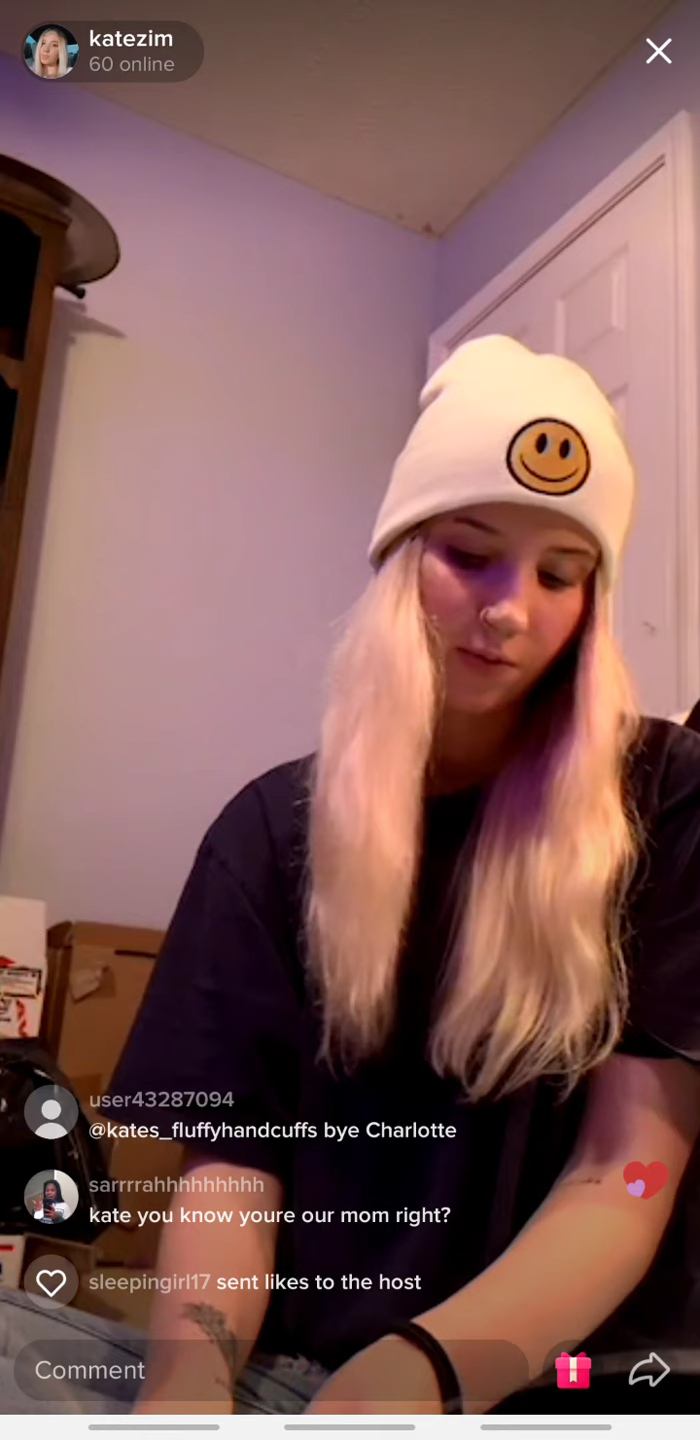 katezim
60 online
user43287094
@kates_fluffyhandcuffs bye Charlotte
sarrrrahhhhhhhhh
kate you know youre our mom right?
sleepingirl17 sent likes to the host
Comment